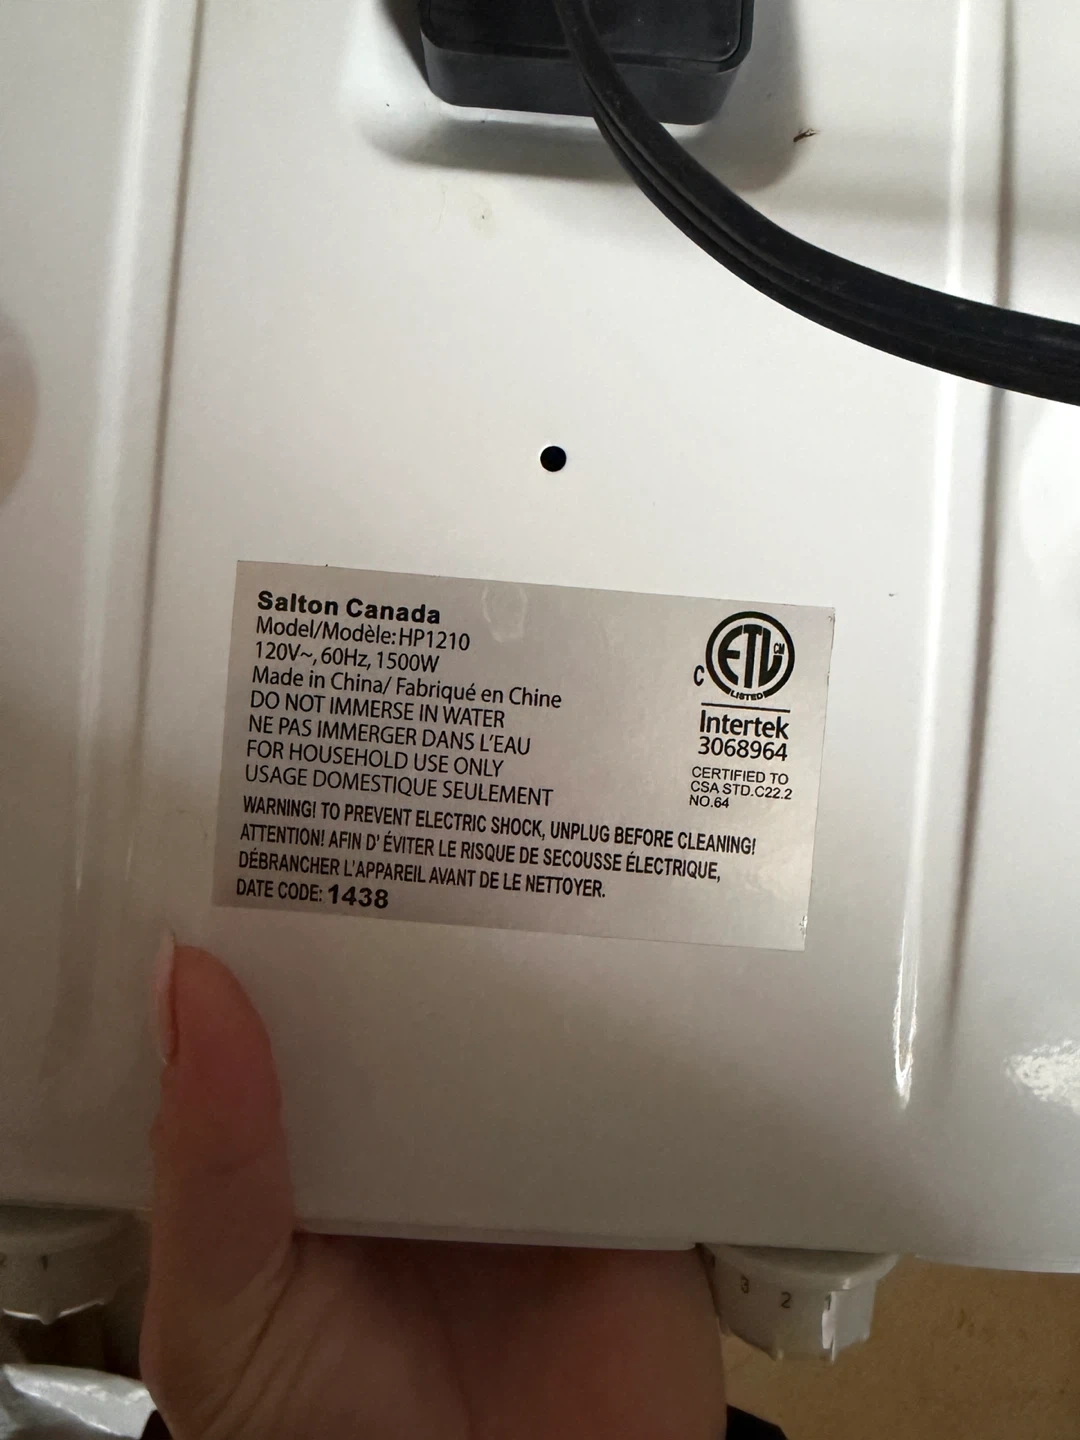 Salton Canada
Model/Modèle: HP1210
120V~, 60Hz, 1500W
Made in China/ Fabriqué en Chine
DO NOT IMMERSE IN WATER
NE PAS IMMERGER DANS L'EAU
FOR HOUSEHOLD USE ONLY
USAGE DOMESTIQUE SEULEMENT
WARNING! TO PREVENT ELECTRIC SHOCK, UNPLUG BEFORE CLEANING!
ATTENTION! AFIN D' ÉVITER LE RISQUE DE SECOUSSE ÉLECTRIQUE,
DÉBRANCHER L'APPAREIL AVANT DE LE NETTOYER.
DATE CODE: 1438
C ETL CM
LISTED
Intertek
3068964
CERTIFIED TO
CSA STD.C22.2
NO.64
1
3 2 1